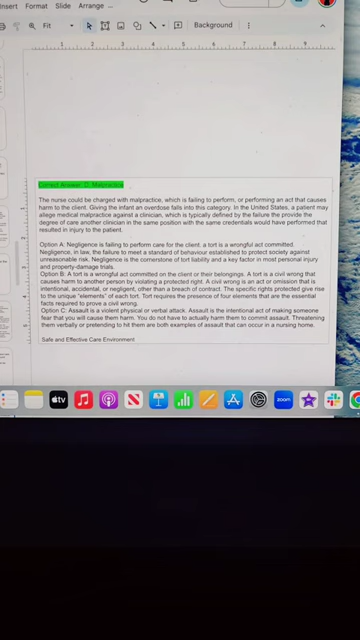 Insert Format Slide Arrange ...
Fit Background
1 2 3 4 5 6 7 8 9
Correct Answer: D. Malpractice
The nurse could be charged with malpractice, which is failing to perform, or performing an act that causes
harm to the client. Giving the infant an overdose falls into this category. In the United States, a patient may
allege medical malpractice against a clinician, which is typically defined by the failure the provide the
degree of care another clinician in the same position with the same credentials would have performed that
resulted in injury to the patient.
Option A: Negligence is failing to perform care for the client. a tort is a wrongful act committed.
Negligence, in law, the failure to meet a standard of behaviour established to protect society against
unreasonable risk. Negligence is the cornerstone of tort liability and a key factor in most personal injury
and property-damage trials.
Option B: A tort is a wrongful act committed on the client or their belongings. A tort is a civil wrong that
causes harm to another person by violating a protected right. A civil wrong is an act or omission that is
intentional, accidental, or negligent, other than a breach of contract. The specific rights protected give rise
to the unique “elements” of each tort. Tort requires the presence of four elements that are the essential
facts required to prove a civil wrong.
Option C: Assault is a violent physical or verbal attack. Assault is the intentional act of making someone
fear that you will cause them harm. You do not have to actually harm them to commit assault. Threatening
them verbally or pretending to hit them are both examples of assault that can occur in a nursing home.
Safe and Effective Care Environment
tv
zoom